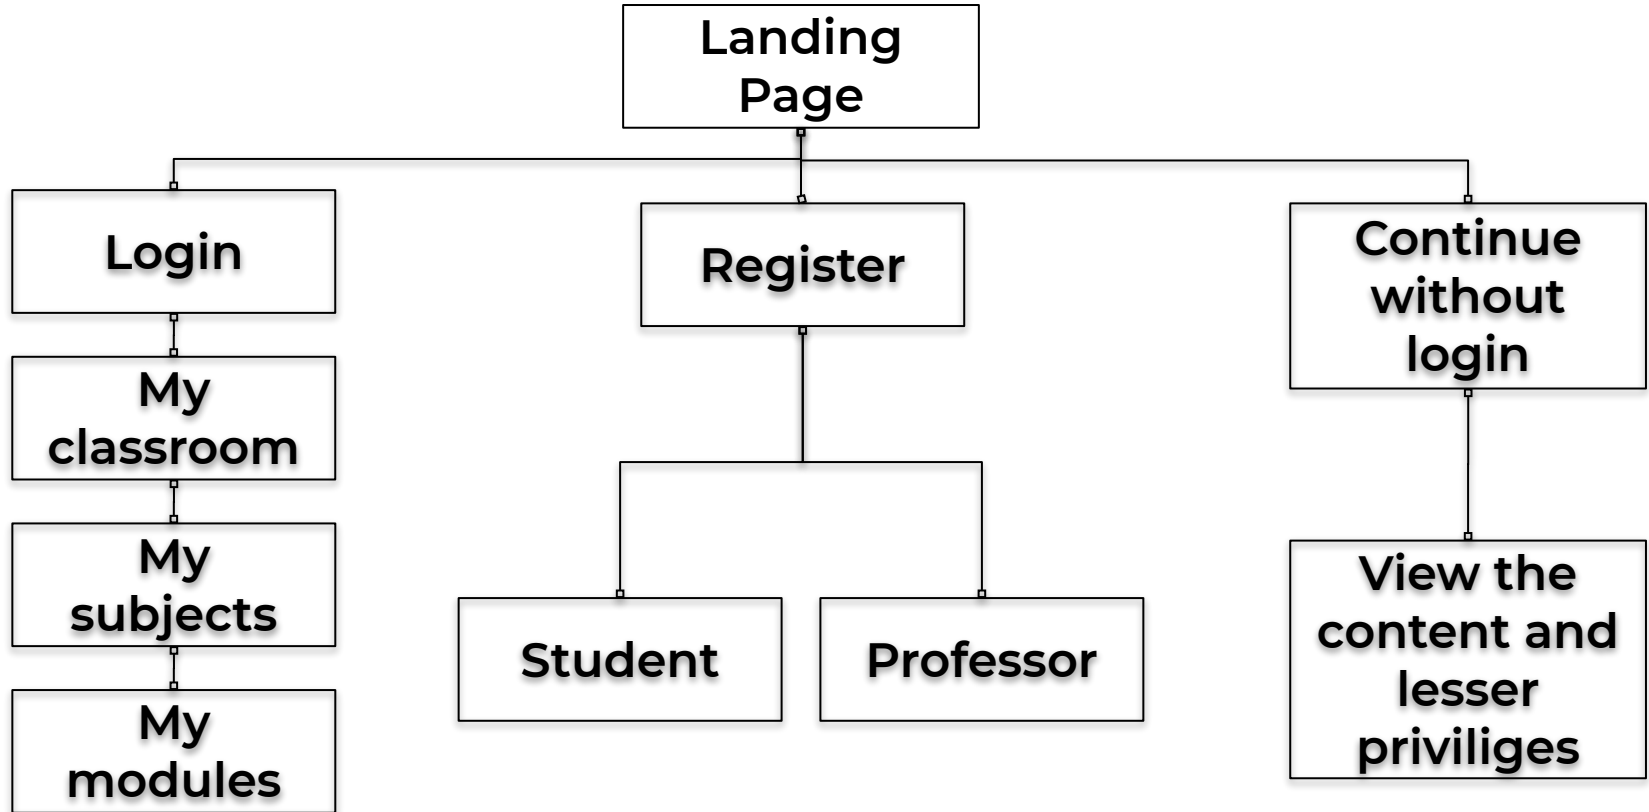 Landing
Page
Login
Register
Continue
without
login
My
classroom
My
subjects
My
modules
Student
Professor
View the
content and
lesser
priviliges